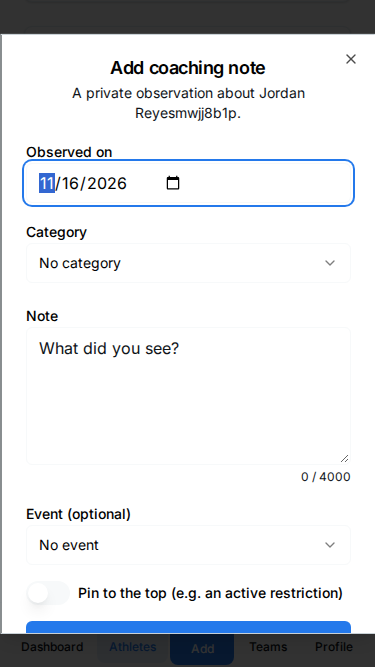 Add coaching note
A private observation about Jordan
Reyesmwjj8b1p.
Observed on
11/16/2026
Category
No category
Note
What did you see?
0 / 4000
Event (optional)
No event
Pin to the top (e.g. an active restriction)
Dashboard
Athletes
Add
Teams
Profile